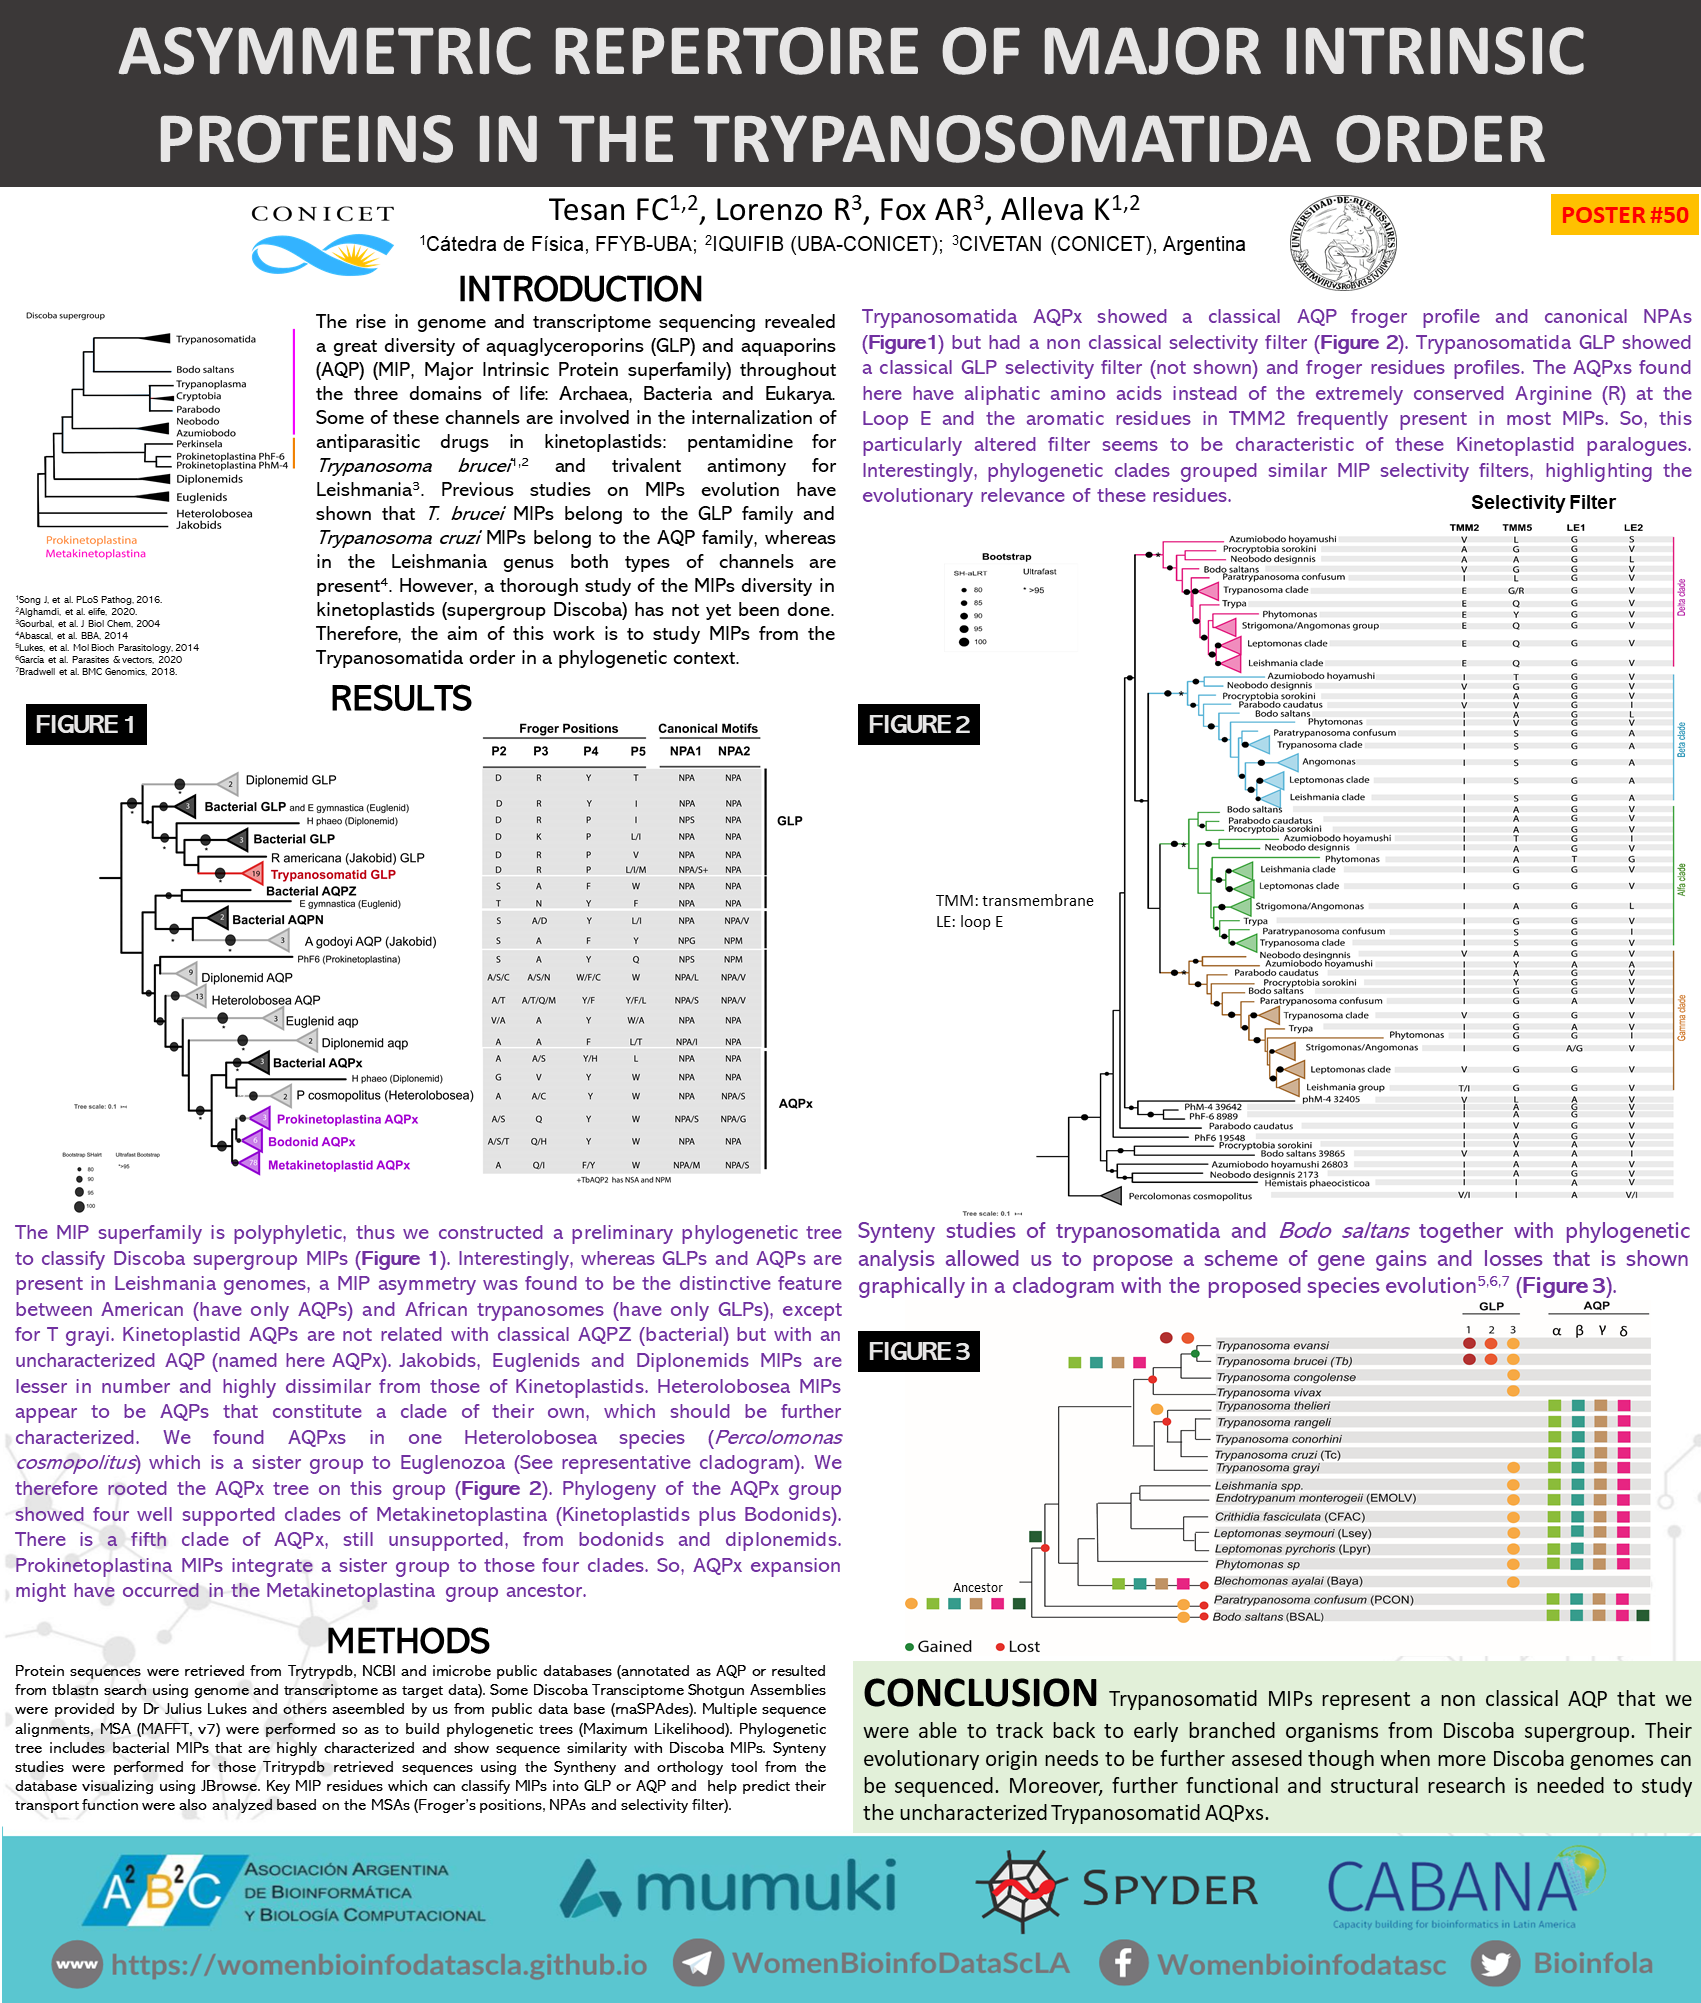 ASYMMETRIC REPERTOIRE OF MAJOR INTRINSIC
PROTEINS IN THE TRYPANOSOMATIDA ORDER
CONICET
Tesan FC1,2, Lorenzo R3, Fox AR3, Alleva K1,2
1Cátedra de Física, FFYB-UBA; 2IQUIFIB (UBA-CONICET); 3CIVETAN (CONICET), Argentina
POSTER #50
INTRODUCTION
Discoba supergroup
Trypanosomatida
Bodo saltans
Trypanoplasma
Cryptobia
Parabodo
Neobodo
Azumiobodo
Perkinsela
Prokinetoplastina PhF-6
Prokinetoplastina PhM-4
Diplonemids
Euglenids
Heterolobosea
Jakobids
Prokinetoplastina
Metakinetoplastina
1Song J, et al. PLoS Pathog, 2016.
2Alghamdi, et al. elife, 2020.
3Gourbal, et al. J Biol Chem, 2004
4Abascal, et al. BBA, 2014
5Lukes, et al. Mol Bioch Parasitology, 2014
6García et al. Parasites & vectors, 2020
7Bradwell et al. BMC Genomics, 2018.
The rise in genome and transcriptome sequencing revealed
a great diversity of aquaglyceroporins (GLP) and aquaporins
(AQP) (MIP, Major Intrinsic Protein superfamily) throughout
the three domains of life: Archaea, Bacteria and Eukarya.
Some of these channels are involved in the internalization of
antiparasitic drugs in kinetoplastids: pentamidine for
Trypanosoma brucei1,2 and trivalent antimony for
Leishmania3. Previous studies on MIPs evolution have
shown that T. brucei MIPs belong to the GLP family and
Trypanosoma cruzi MIPs belong to the AQP family, whereas
in the Leishmania genus both types of channels are
present4. However, a thorough study of the MIPs diversity in
kinetoplastids (supergroup Discoba) has not yet been done.
Therefore, the aim of this work is to study MIPs from the
Trypanosomatida order in a phylogenetic context.
RESULTS
FIGURE 1
Froger Positions Canonical Motifs
P2 P3 P4 P5 NPA1 NPA2
Diplonemid GLP D R Y T NPA NPA
Bacterial GLP and E gymnastica (Euglenid) D R Y I NPA NPA
H phaeo (Diplonemid) D R P I NPS NPA
Bacterial GLP D K P L/I NPA NPA
R americana (Jakobid) GLP D R P V NPA NPA
Trypanosomatid GLP D R P L/I/M NPA/S+ NPA
Bacterial AQPZ S A F W NPA NPA
E gymnastica (Euglenid) T N Y F NPA NPA
Bacterial AQPN S A/D Y L/I NPA NPA/V
A godoyi AQP (Jakobid) S A F Y NPG NPM
PhF6 (Prokinetoplastina) S A Y Q NPS NPM
Diplonemid AQP A/S/C A/S/N W/F/C W NPA/L NPA/V
Heterolobosea AQP A/T A/T/Q/M Y/F Y/F/L NPA/S NPA/V
Euglenid aqp V/A A Y W/A NPA NPA
Diplonemid aqp A A F L/T NPA/I NPA
Bacterial AQPx A A/S Y/H L NPA NPA
H phaeo (Diplonemid) G V Y W NPA NPA
P cosmopolitus (Heterolobosea) A A/C Y W NPA NPA/S
Prokinetoplastina AQPx A/S Q Y W NPA/S NPA/G
Bodonid AQPx A/S/T Q/H Y W NPA NPA
Metakinetoplastid AQPx A Q/I F/Y W NPA/M NPA/S
GLP
AQPx
+TbAQP2 has NSA and NPM
Tree scale: 0.1
Bootstrap SHalrt Ultrafast Bootstrap
80 *>95
90
95
100
The MIP superfamily is polyphyletic, thus we constructed a preliminary phylogenetic tree
to classify Discoba supergroup MIPs (Figure 1). Interestingly, whereas GLPs and AQPs are
present in Leishmania genomes, a MIP asymmetry was found to be the distinctive feature
between American (have only AQPs) and African trypanosomes (have only GLPs), except
for T grayi. Kinetoplastid AQPs are not related with classical AQPZ (bacterial) but with an
uncharacterized AQP (named here AQPx). Jakobids, Euglenids and Diplonemids MIPs are
lesser in number and highly dissimilar from those of Kinetoplastids. Heterolobosea MIPs
appear to be AQPs that constitute a clade of their own, which should be further
characterized. We found AQPxs in one Heterolobosea species (Percolomonas
cosmopolitus) which is a sister group to Euglenozoa (See representative cladogram). We
therefore rooted the AQPx tree on this group (Figure 2). Phylogeny of the AQPx group
showed four well supported clades of Metakinetoplastina (Kinetoplastids plus Bodonids).
There is a fifth clade of AQPx, still unsupported, from bodonids and diplonemids.
Prokinetoplastina MIPs integrate a sister group to those four clades. So, AQPx expansion
might have occurred in the Metakinetoplastina group ancestor.
METHODS
Protein sequences were retrieved from Trytrypdb, NCBI and imicrobe public databases (annotated as AQP or resulted
from tblastn search using genome and transcriptome as target data). Some Discoba Transciptome Shotgun Assemblies
were provided by Dr Julius Lukes and others aseembled by us from public data base (rnaSPAdes). Multiple sequence
alignments, MSA (MAFFT, v7) were performed so as to build phylogenetic trees (Maximum Likelihood). Phylogenetic
tree includes bacterial MIPs that are highly characterized and show sequence similarity with Discoba MIPs. Synteny
studies were performed for those Tritrypdb retrieved sequences using the Syntheny and orthology tool from the
database visualizing using JBrowse. Key MIP residues which can classify MIPs into GLP or AQP and help predict their
transport function were also analyzed based on the MSAs (Froger's positions, NPAs and selectivity filter).
Trypanosomatida AQPx showed a classical AQP froger profile and canonical NPAs
(Figure1) but had a non classical selectivity filter (Figure 2). Trypanosomatida GLP showed
a classical GLP selectivity filter (not shown) and froger residues profiles. The AQPxs found
here have aliphatic amino acids instead of the extremely conserved Arginine (R) at the
Loop E and the aromatic residues in TMM2 frequently present in most MIPs. So, this
particularly altered filter seems to be characteristic of these Kinetoplastid paralogues.
Interestingly, phylogenetic clades grouped similar MIP selectivity filters, highlighting the
evolutionary relevance of these residues.
Selectivity Filter
TMM2 TMM5 LE1 LE2
Bootstrap
SH-aLRT Ultrafast
80 * >95
85
90
95
100
FIGURE 2
TMM: transmembrane
LE: loop E
Azumiobodo hoyamushi V L G S
Procryptobia sorokini A G G V
Neobodo designnis A A G L
Bodo saltans V G G V
Paratrypanosoma confusum I L G V
Trypanosoma clade E G/R G V
Trypa E Q G V
Phytomonas E Y G V
Strigomona/Angomonas group E Q G V
Leptomonas clade E Q G V
Leishmania clade E Q G V
Delta clade
Azumiobodo hoyamushi I T G V
Neobodo designnis V G G V
Procryptobia sorokini I A G V
Parabodo caudatus V V G I
Bodo saltans I A G L
Phytomonas I V G V
Paratrypanosoma confusum I S G A
Trypanosoma clade I S G A
Angomonas I S G A
Leptomonas clade I S G A
Leishmania clade I S G A
Beta clade
Bodo saltans I A G V
Parabodo caudatus I A G V
Procryptobia sorokini I A G V
Azumiobodo hoyamushi I T G I
Neobodo designnis I A G V
Phytomonas I A T G
Leishmania clade I G G V
Leptomonas clade I G G V
Strigomona/Angomonas I A G L
Trypa I G G V
Paratrypanosoma confusum I S G I
Trypanosoma clade I S G V
Alfa clade
Neobodo desingnnis V A G V
Azumiobodo hoyamushi I Y A A
Parabodo caudatus I A G V
Procryptobia sorokini I Y G V
Bodo saltans I G G V
Paratrypanosoma confusum I G A V
Trypanosoma clade V G G V
Trypa I G A V
Phytomonas I G G I
Strigomonas/Angomonas I G A/G V
Leptomonas clade V G G V
Leishmania group T/I G G V
Gamma clade
phM-4 32405 V L A V
PhM-4 39642 I A G V
PhF-6 8989 I A G V
Parabodo caudatus I V G V
PhF6 19548 I A G V
Procryptobia sorokini I V A V
Bodo saltans 39865 V A A I
Azumiobodo hoyamushi 26803 I A A V
Neobodo designnis 2173 I A G V
Hemistais phaeocisticoa I I A V
Percolomonas cosmopolitus V/I I A V/I
Tree scale: 0.1
Synteny studies of trypanosomatida and Bodo saltans together with phylogenetic
analysis allowed us to propose a scheme of gene gains and losses that is shown
graphically in a cladogram with the proposed species evolution5,6,7 (Figure 3).
FIGURE 3
GLP AQP
1 2 3 α β γ δ
Trypanosoma evansi
Trypanosoma brucei (Tb)
Trypanosoma congolense
Trypanosoma vivax
Trypanosoma thelieri
Trypanosoma rangeli
Trypanosoma conorhini
Trypanosoma cruzi (Tc)
Trypanosoma grayi
Leishmania spp.
Endotrypanum monterogeii (EMOLV)
Crithidia fasciculata (CFAC)
Leptomonas seymouri (Lsey)
Leptomonas pyrchoris (Lpyr)
Phytomonas sp
Blechomonas ayalai (Baya)
Paratrypanosoma confusum (PCON)
Bodo saltans (BSAL)
Ancestor
Gained Lost
CONCLUSION Trypanosomatid MIPs represent a non classical AQP that we
were able to track back to early branched organisms from Discoba supergroup. Their
evolutionary origin needs to be further assesed though when more Discoba genomes can
be sequenced. Moreover, further functional and structural research is needed to study
the uncharacterized Trypanosomatid AQPxs.
A2B2C
ASOCIACIÓN ARGENTINA
DE BIOINFORMÁTICA
Y BIOLOGÍA COMPUTACIONAL
mumuki
SPYDER
CABANA
Capacity building for bioinformatics in Latin America
www https://womenbioinfodatascla.github.io
WomenBioinfoDataScLA
Womenbioinfodatasc
Bioinfola